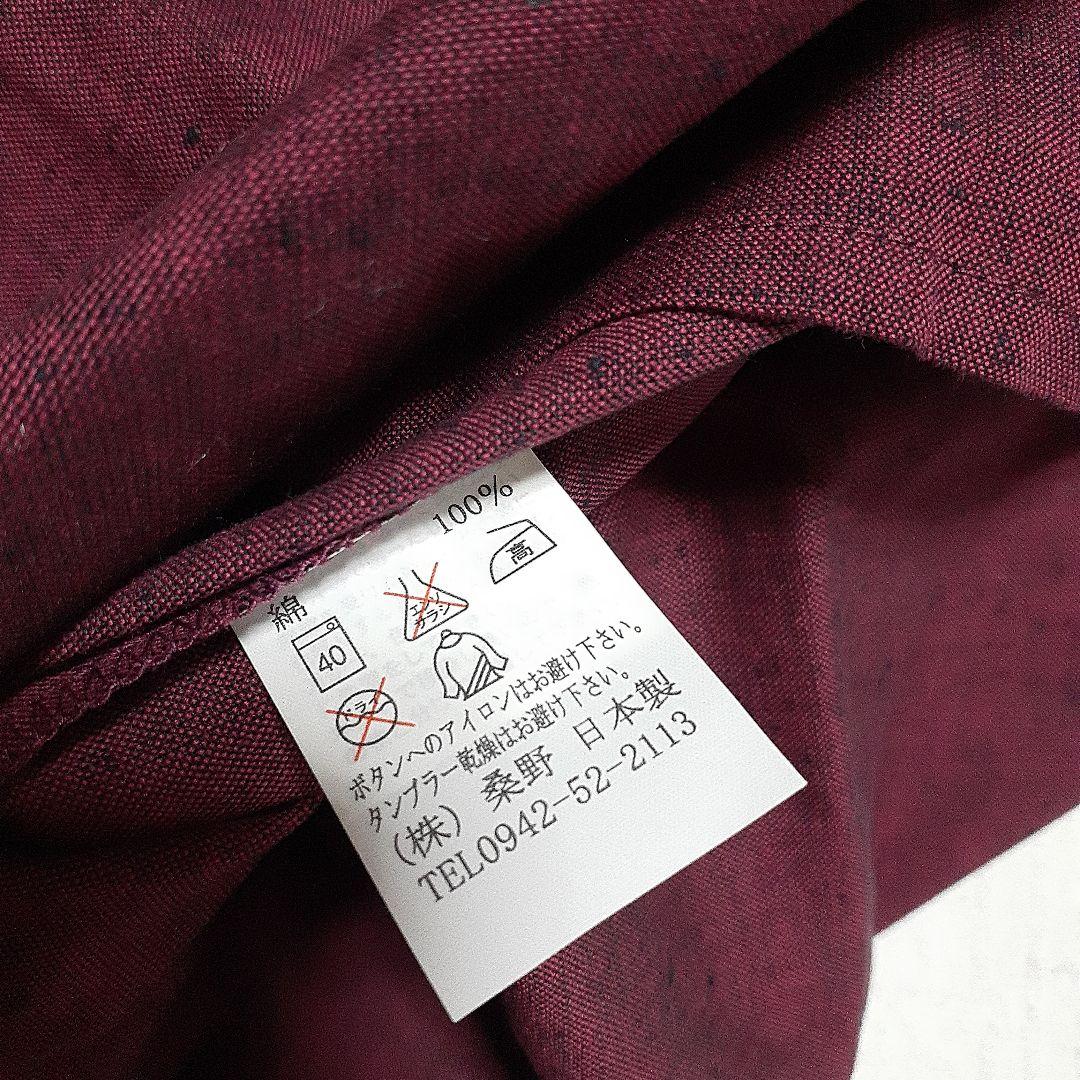 綿 100%
40 エンソ カラシ 高
ドライ
ボタンへのアイロンはお避け下さい。
タンブラー乾燥はお避け下さい。
(株) 桑野 日本製
TEL0942-52-2113